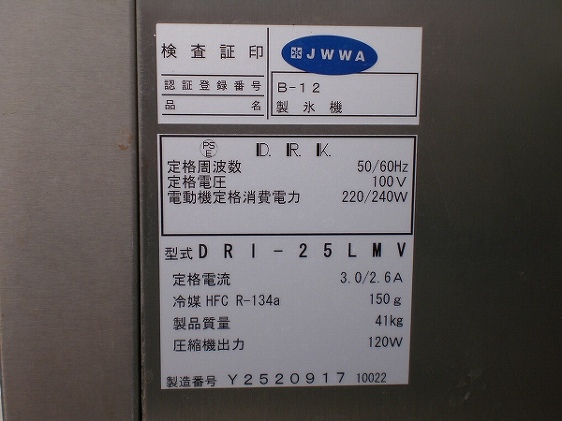 検査証印 JWWA
認証登録番号 B-12
品名 製氷機
PS E D.R.K.
定格周波数 50/60Hz
定格電圧 100V
電動機定格消費電力 220/240W
型式 DRI-25LMV
定格電流 3.0/2.6A
冷媒 HFC R-134a 150g
製品質量 41kg
圧縮機出力 120W
製造番号 Y2520917 10022